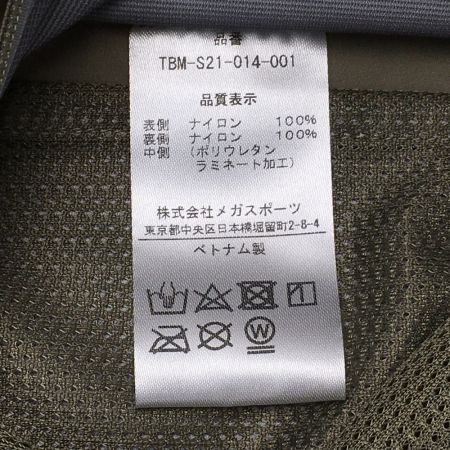 品番
TBM-S21-014-001
品質表示
表側 ナイロン 100%
裏側 ナイロン 100%
中側 (ポリウレタン
ラミネート加工)
株式会社メガスポーツ
東京都中央区日本橋堀留町2-8-4
ベトナム製
W